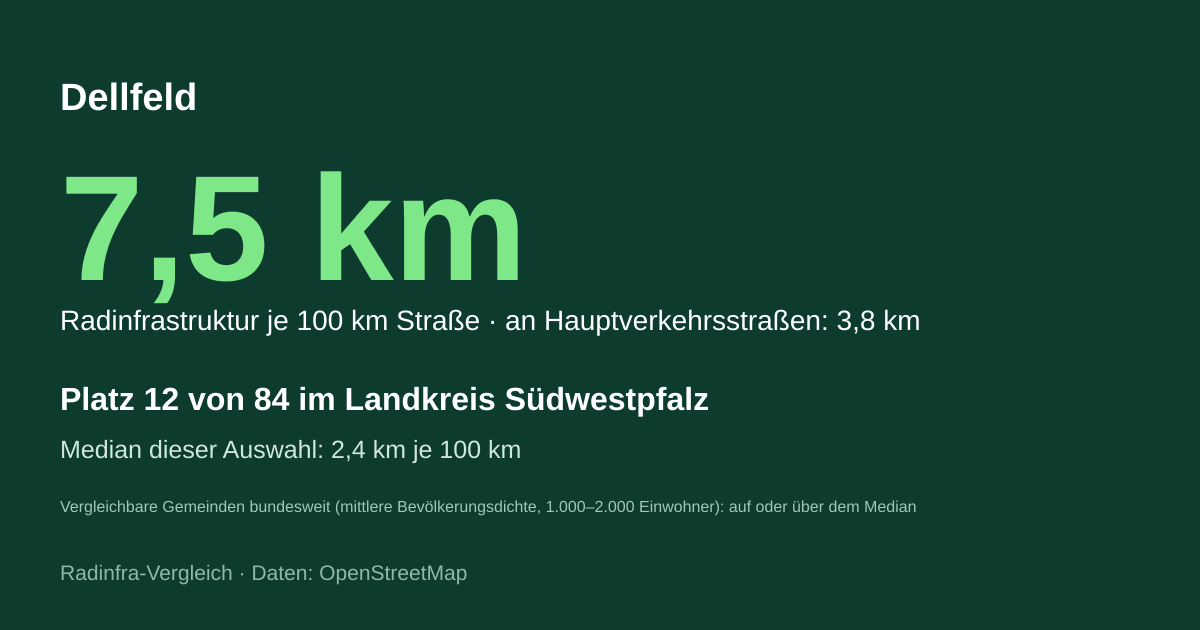 Dellfeld
7,5 km
Radinfrastruktur je 100 km Straße · an Hauptverkehrsstraßen: 3,8 km
Platz 12 von 84 im Landkreis Südwestpfalz
Median dieser Auswahl: 2,4 km je 100 km
Vergleichbare Gemeinden bundesweit (mittlere Bevölkerungsdichte, 1.000–2.000 Einwohner): auf oder über dem Median
Radinfra-Vergleich · Daten: OpenStreetMap